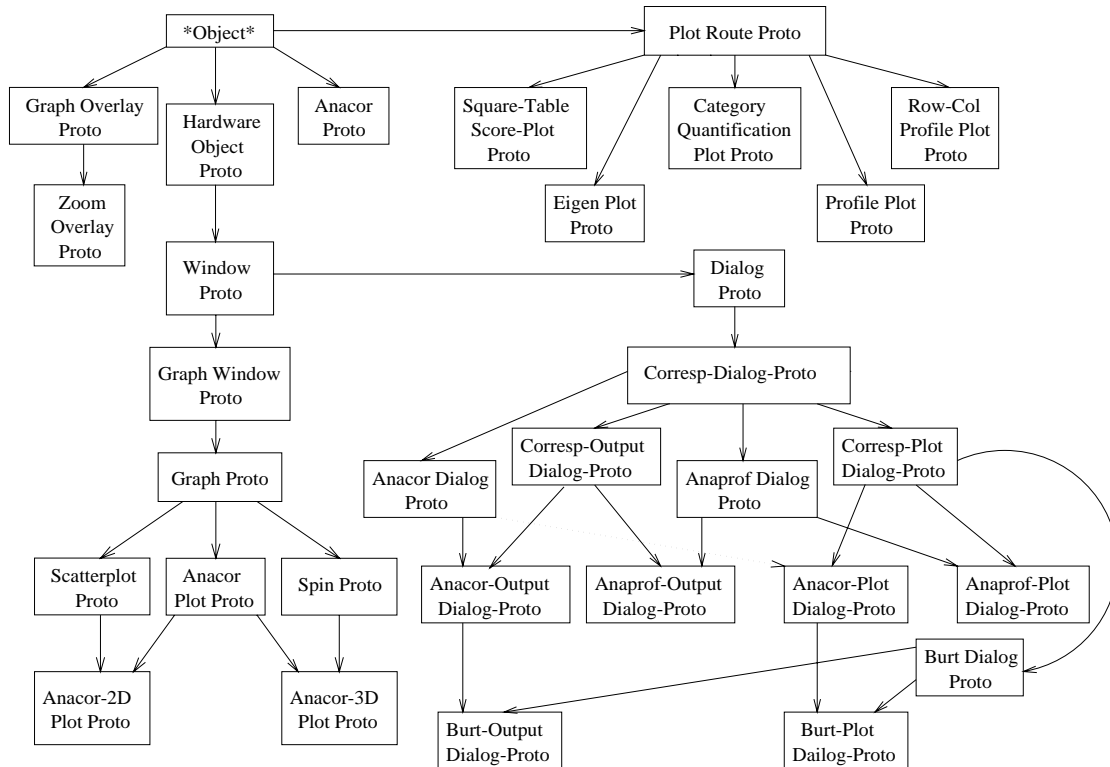 *Object*
Plot Route Proto
Graph Overlay
Proto
Hardware
Object
Proto
Anacor
Proto
Square-Table
Score-Plot
Proto
Category
Quantification
Plot Proto
Row-Col
Profile Plot
Proto
Zoom
Overlay
Proto
Eigen Plot
Proto
Profile Plot
Proto
Window
Proto
Dialog
Proto
Graph Window
Proto
Corresp-Dialog-Proto
Graph Proto
Anacor Dialog
Proto
Corresp-Output
Dialog-Proto
Anaprof Dialog
Proto
Corresp-Plot
Dialog-Proto
Scatterplot
Proto
Anacor
Plot Proto
Spin Proto
Anacor-Output
Dialog-Proto
Anaprof-Output
Dialog-Proto
Anacor-Plot
Dialog-Proto
Anaprof-Plot
Dialog-Proto
Burt Dialog
Proto
Anacor-2D
Plot Proto
Anacor-3D
Plot Proto
Burt-Output
Dialog-Proto
Burt-Plot
Dailog-Proto